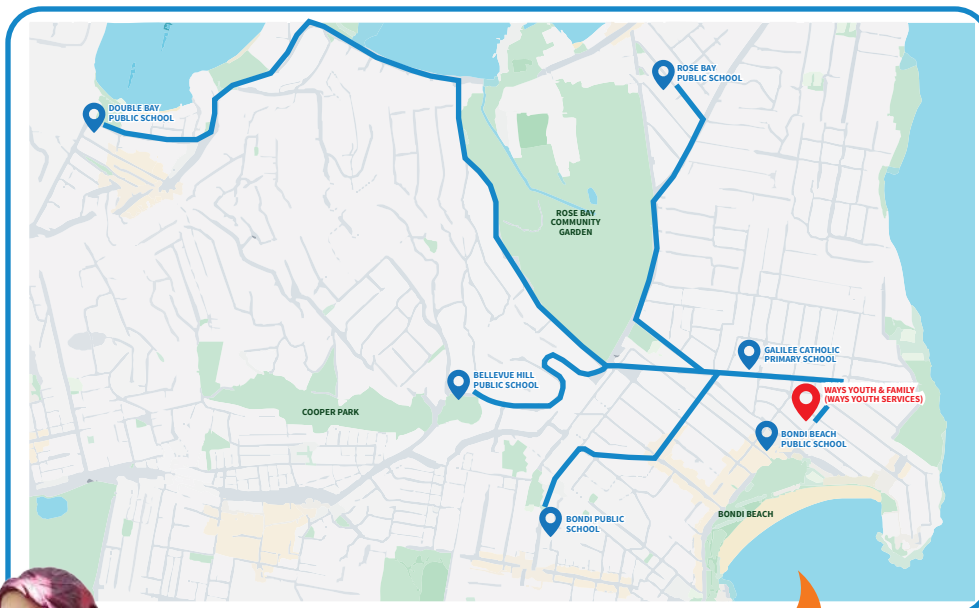 ROSE BAY
PUBLIC SCHOOL
DOUBLE BAY
PUBLIC SCHOOL
ROSE BAY
COMMUNITY
GARDEN
GALILEE CATHOLIC
PRIMARY SCHOOL
BELLEVUE HILL
PUBLIC SCHOOL
WAYS YOUTH & FAMILY
(WAYS YOUTH SERVICES)
COOPER PARK
BONDI BEACH
PUBLIC SCHOOL
BONDI BEACH
BONDI PUBLIC
SCHOOL